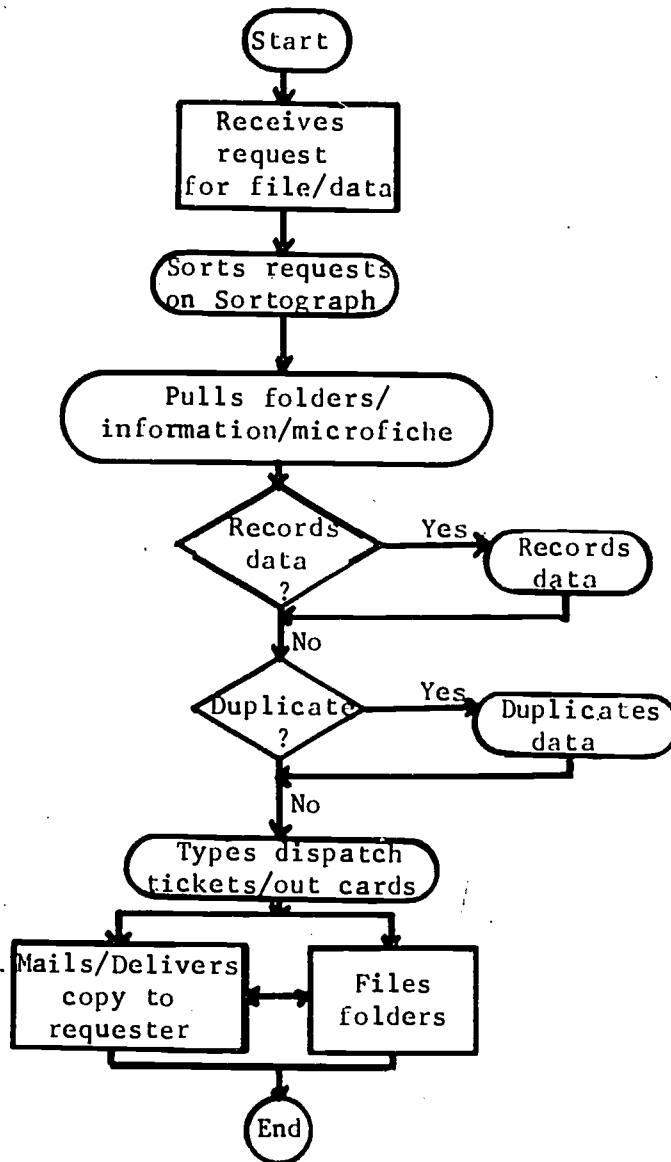 Start
Receives
request
for file/data
Sorts requests
on Sortograph
Pulls folders/
information/microfiche
Records
data
?
Yes
Records
data
No
Duplicate
?
Yes
Duplicates
data
No
Types dispatch
tickets/out cards
Mails/Delivers
copy to
requester
Files
folders
End